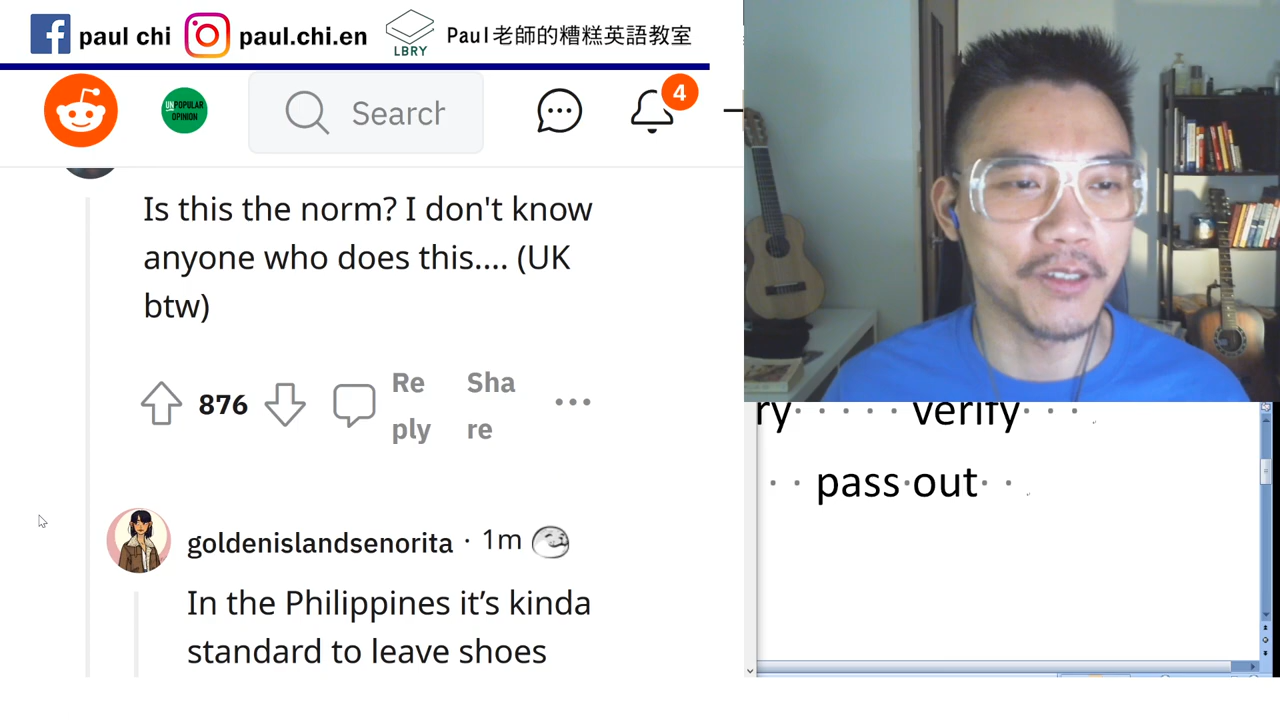 paul chi paul.chi.en LBRY Paul老師的糟糕英語教室
UNPOPULAR
OPINION
Search
4
Is this the norm? I don't know
anyone who does this.... (UK
btw)
876
Re
ply
Sha
re
goldenislandsenorita · 1m
In the Philippines it’s kinda
standard to leave shoes
ry verify
pass out